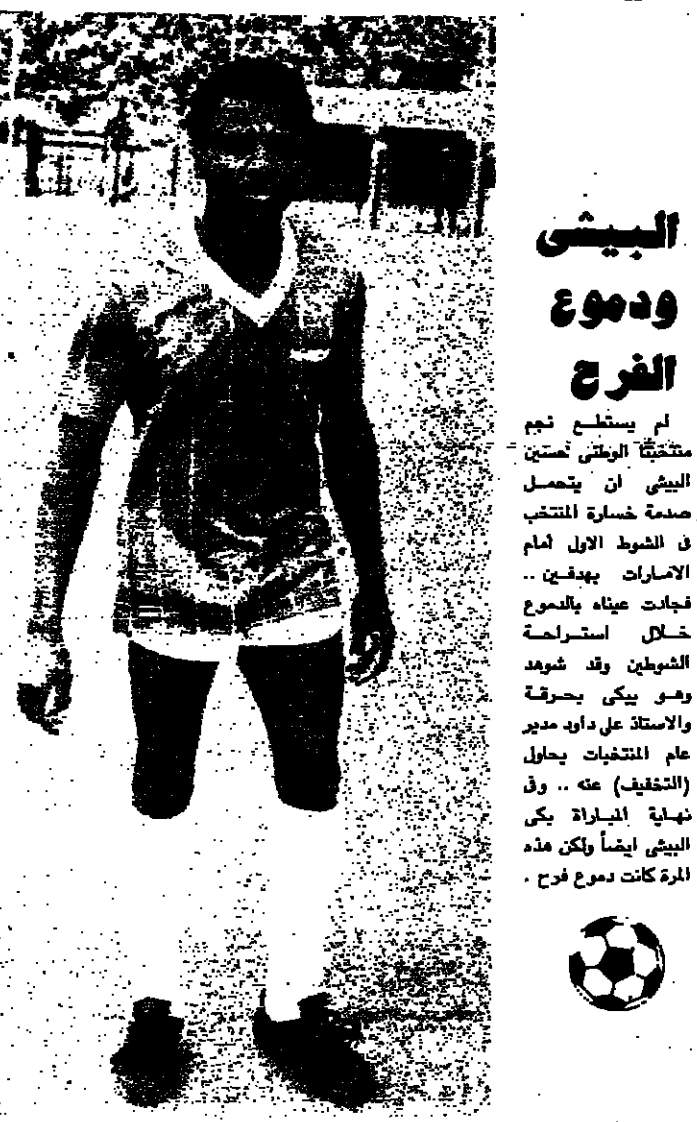 البيشى
ودموع
الفرح
لم يستطع نجم
منتخبنا الوطنى حسين
البيشى ان يتحمل
صدمة خسارة المنتخب
فى الشوط الاول أمام
الامارات بهدفين ..
فجادت عيناه بالدموع
خلال استراحة
الشوطين وقد شوهد
وهو يبكى بحرقة
والاستاذ على داود مدير
عام المنتخبات يحاول
(التخفيف) عنه .. وفى
نهاية المباراة بكى
البيشى ايضاً ولكن هذه
المرة كانت دموع فرح .